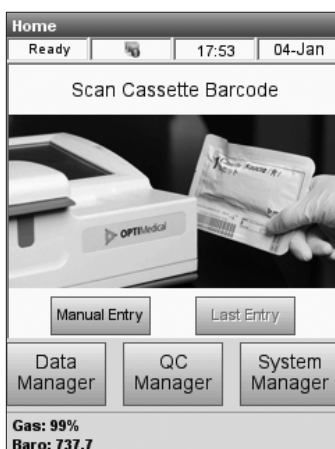 Home
Ready 17:53 04-Jan
Scan Cassette Barcode
OPTIMedical
Manual Entry Last Entry
Data Manager
QC Manager
System Manager
Gas: 99%
Baro: 737.7